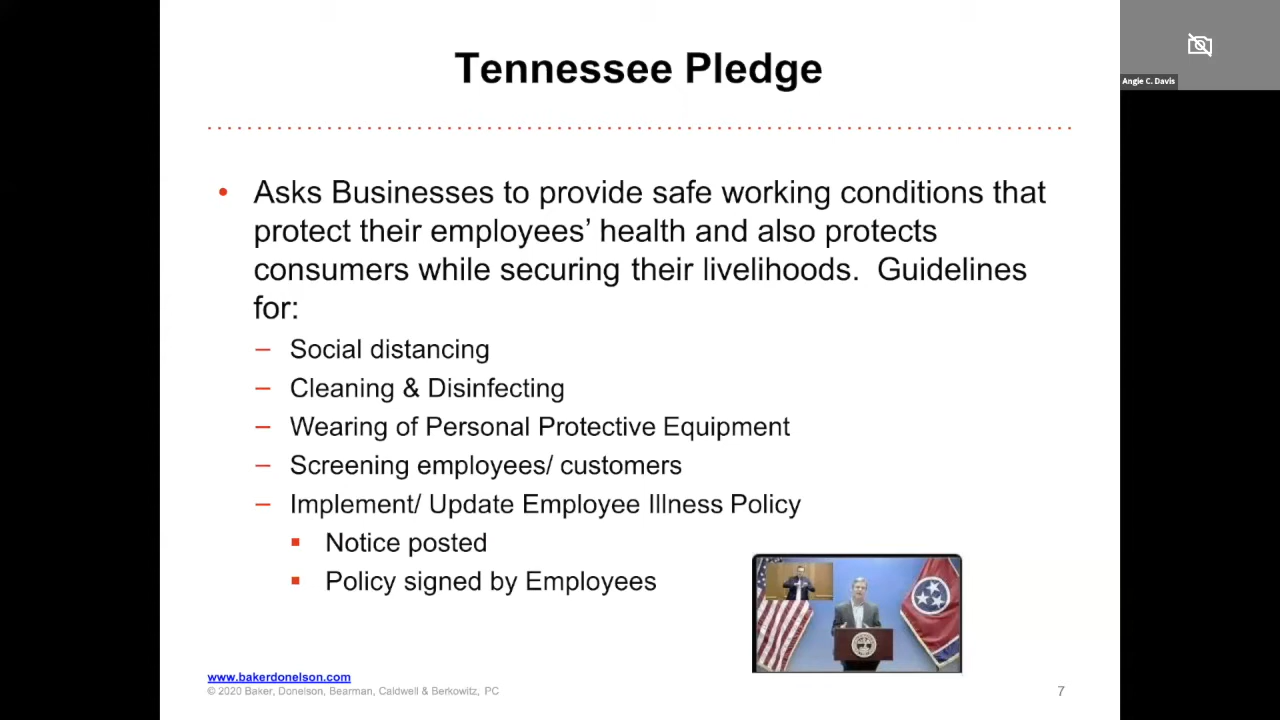 Tennessee Pledge
Angie C. Davis
• Asks Businesses to provide safe working conditions that
protect their employees’ health and also protects
consumers while securing their livelihoods.  Guidelines
for:
– Social distancing
– Cleaning & Disinfecting
– Wearing of Personal Protective Equipment
– Screening employees/ customers
– Implement/ Update Employee Illness Policy
▪ Notice posted
▪ Policy signed by Employees
www.bakerdonelson.com
© 2020 Baker, Donelson, Bearman, Caldwell & Berkowitz, PC
7